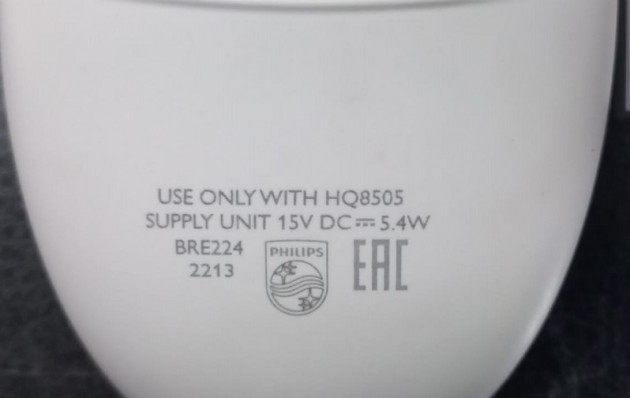 USE ONLY WITH HQ8505
SUPPLY UNIT 15V DC ⎓ 5.4W
BRE224
2213
PHILIPS
EAC